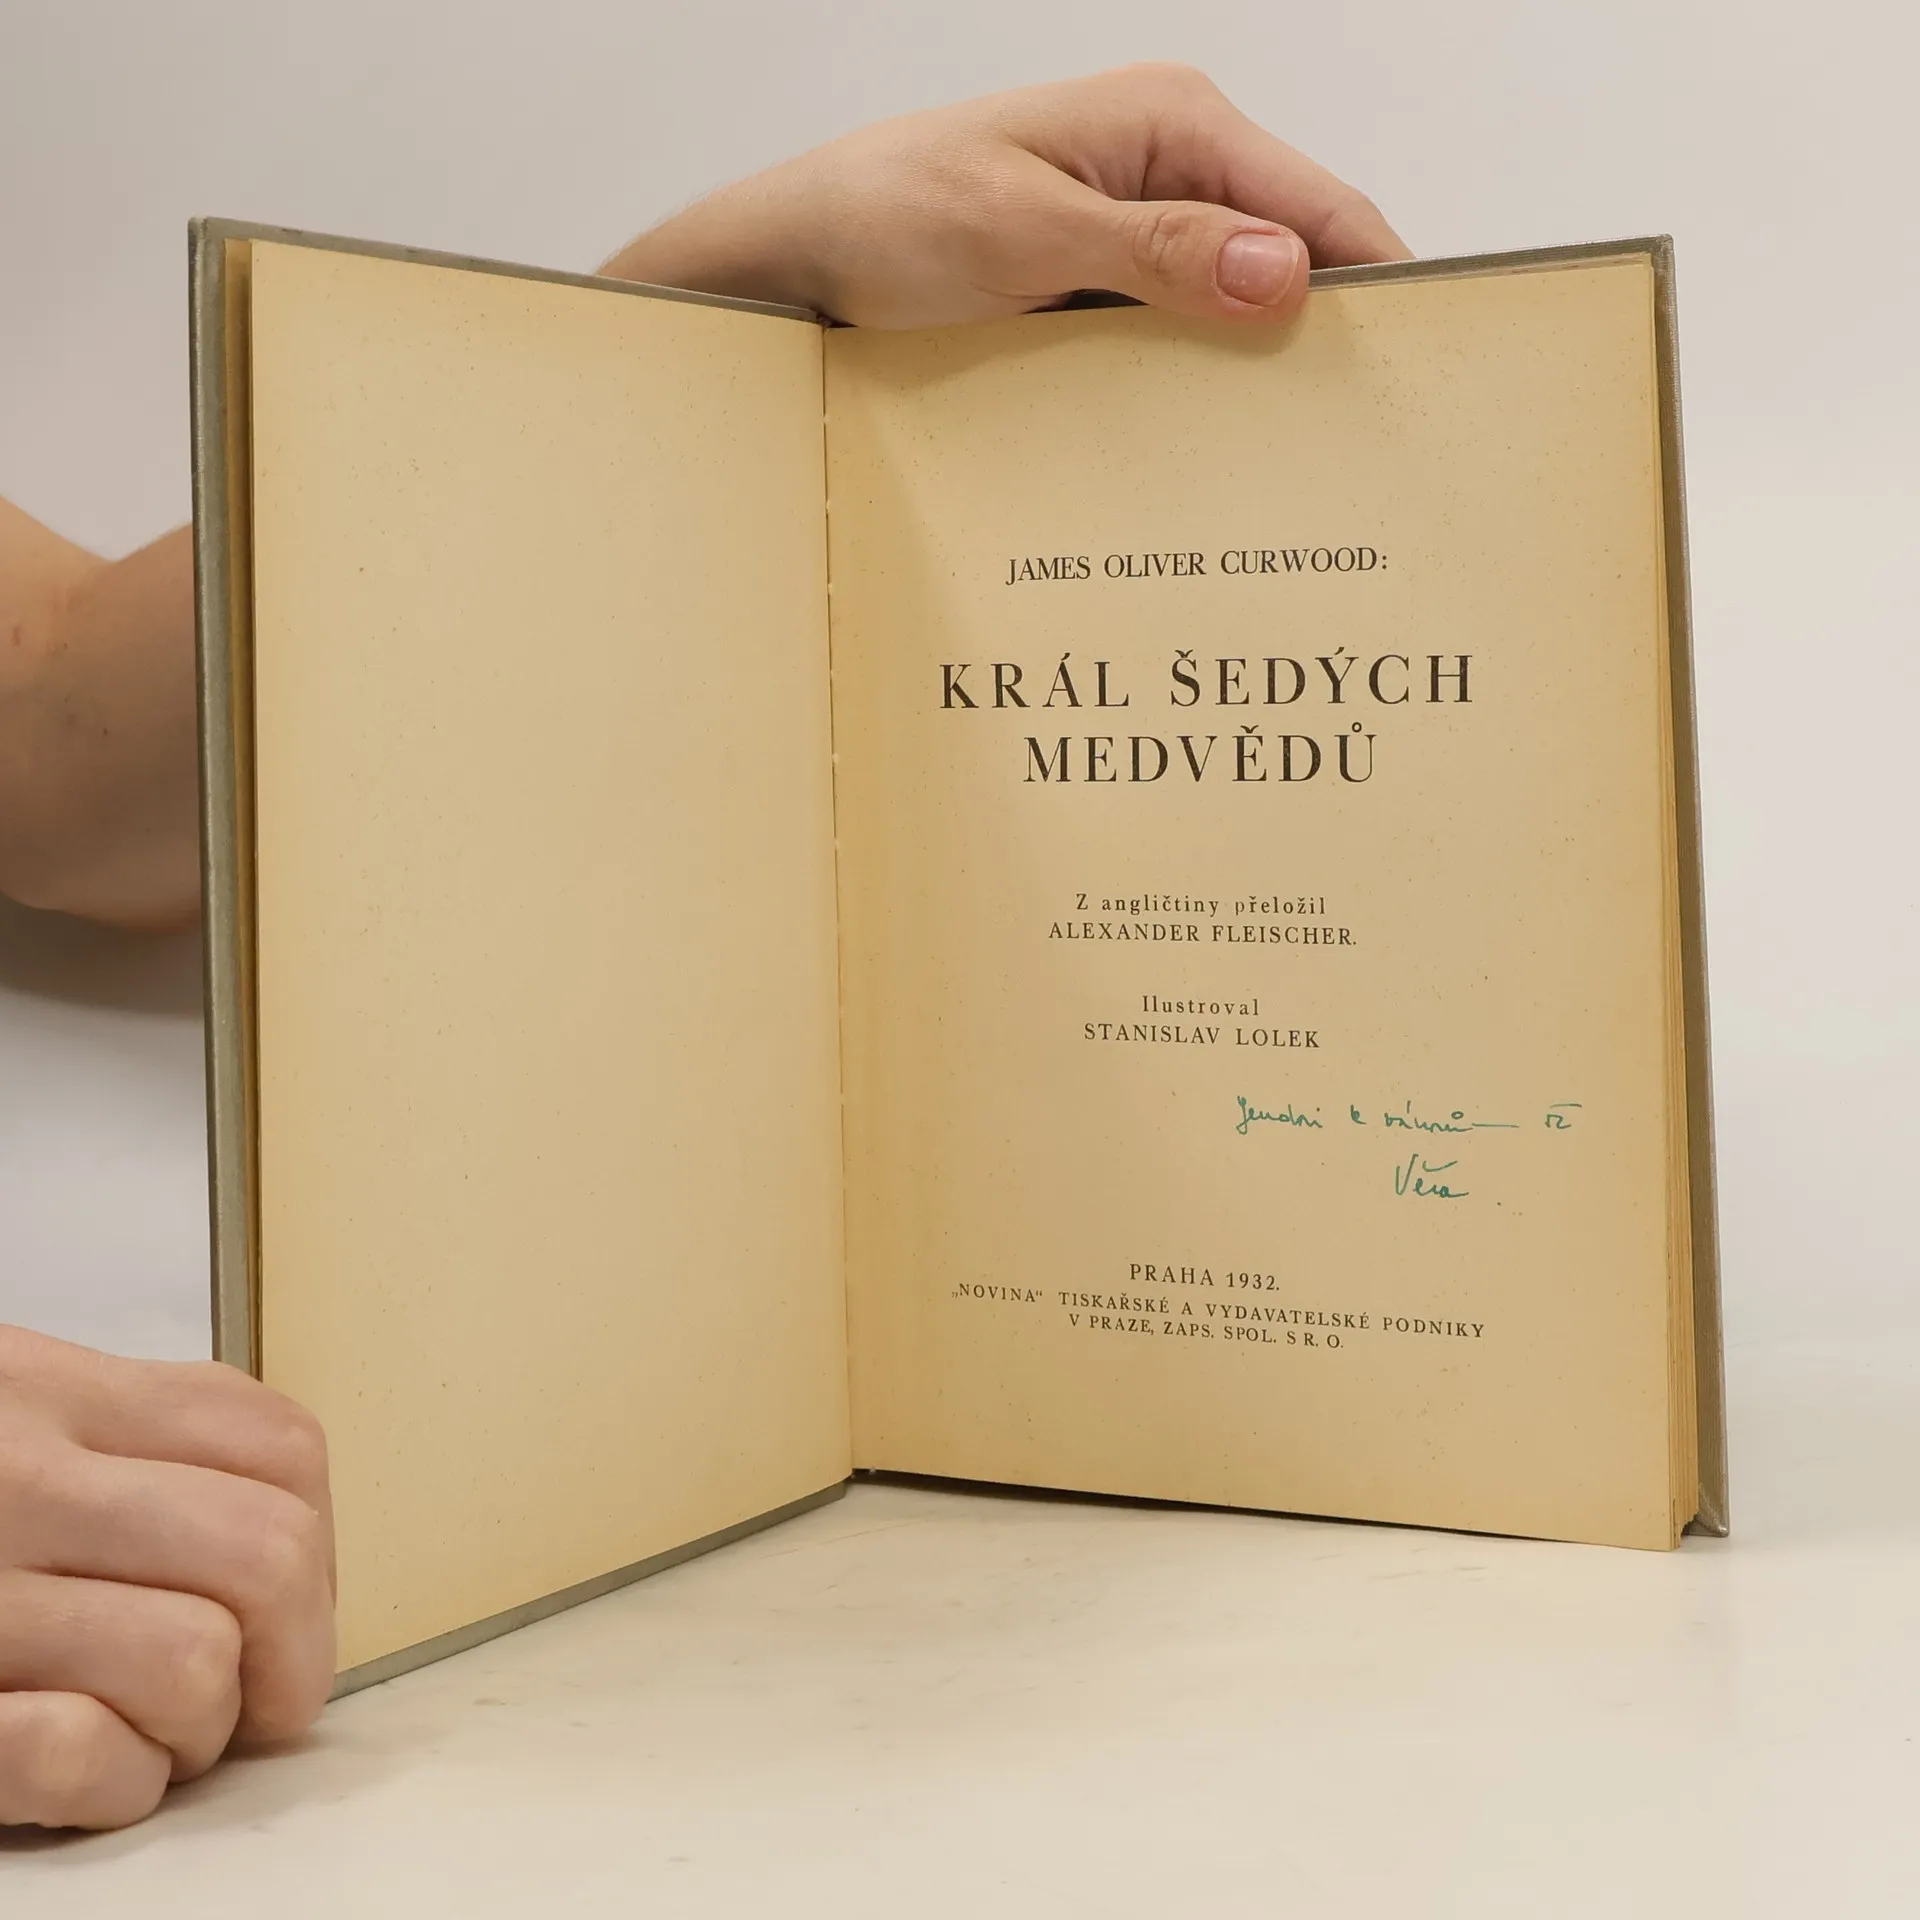 JAMES OLIVER CURWOOD:
KRÁL ŠEDÝCH
MEDVĚDŮ
Z angličtiny přeložil
ALEXANDER FLEISCHER.
Ilustroval
STANISLAV LOLEK
k vánocům
Věra
PRAHA 1932.
„NOVINA“ TISKAŘSKÉ A VYDAVATELSKÉ PODNIKY
V PRAZE, ZAPS. SPOL. S R. O.